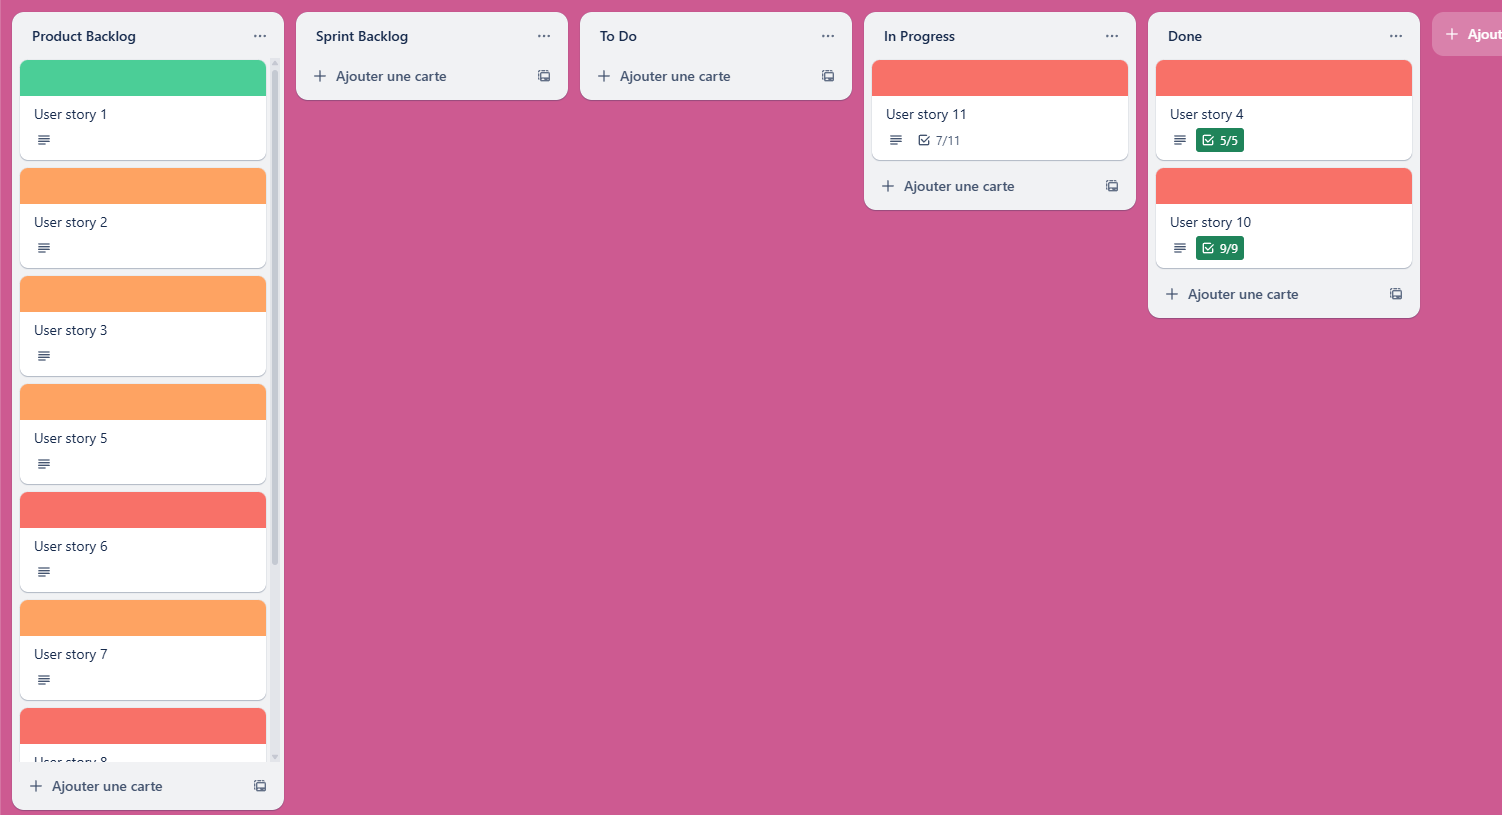 Product Backlog
User story 1
User story 2
User story 3
User story 5
User story 6
User story 7
User story 8
Ajouter une carte
Sprint Backlog
Ajouter une carte
To Do
Ajouter une carte
In Progress
User story 11
7/11
Ajouter une carte
Done
User story 4
5/5
User story 10
9/9
Ajouter une carte
Ajout